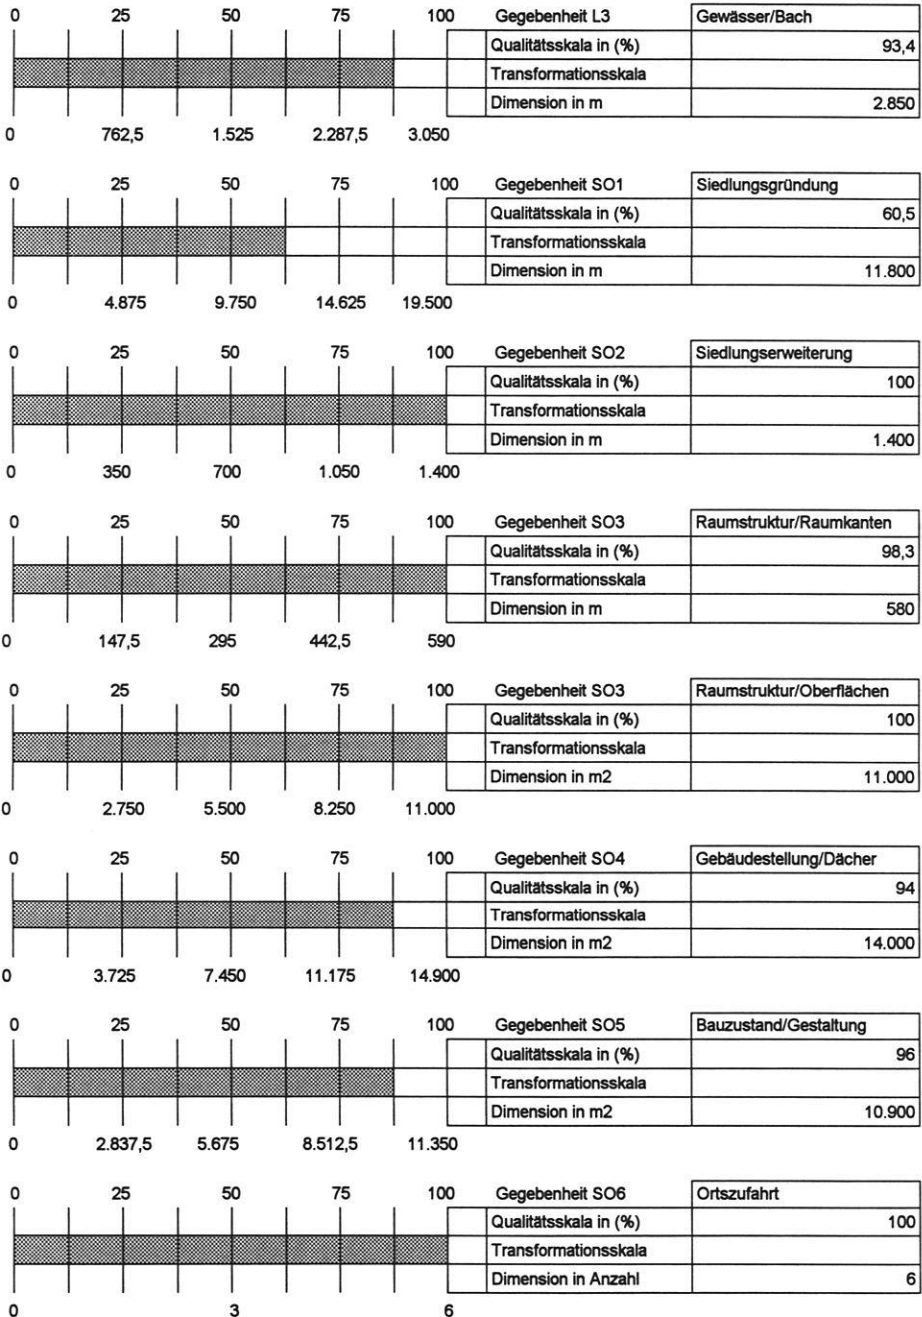 0 25 50 75 100 Gegebenheit L3 Gewässer/Bach
Qualitätsskala in (%) 93,4
Transformationsskala
Dimension in m 2.850
0 762,5 1.525 2.287,5 3.050
0 25 50 75 100 Gegebenheit SO1 Siedlungsgründung
Qualitätsskala in (%) 60,5
Transformationsskala
Dimension in m 11.800
0 4.875 9.750 14.625 19.500
0 25 50 75 100 Gegebenheit SO2 Siedlungserweiterung
Qualitätsskala in (%) 100
Transformationsskala
Dimension in m 1.400
0 350 700 1.050 1.400
0 25 50 75 100 Gegebenheit SO3 Raumstruktur/Raumkanten
Qualitätsskala in (%) 98,3
Transformationsskala
Dimension in m 580
0 147,5 295 442,5 590
0 25 50 75 100 Gegebenheit SO3 Raumstruktur/Oberflächen
Qualitätsskala in (%) 100
Transformationsskala
Dimension in m2 11.000
0 2.750 5.500 8.250 11.000
0 25 50 75 100 Gegebenheit SO4 Gebäudestellung/Dächer
Qualitätsskala in (%) 94
Transformationsskala
Dimension in m2 14.000
0 3.725 7.450 11.175 14.900
0 25 50 75 100 Gegebenheit SO5 Bauzustand/Gestaltung
Qualitätsskala in (%) 96
Transformationsskala
Dimension in m2 10.900
0 2.837,5 5.675 8.512,5 11.350
0 25 50 75 100 Gegebenheit SO6 Ortszufahrt
Qualitätsskala in (%) 100
Transformationsskala
Dimension in Anzahl 6
0 3 6